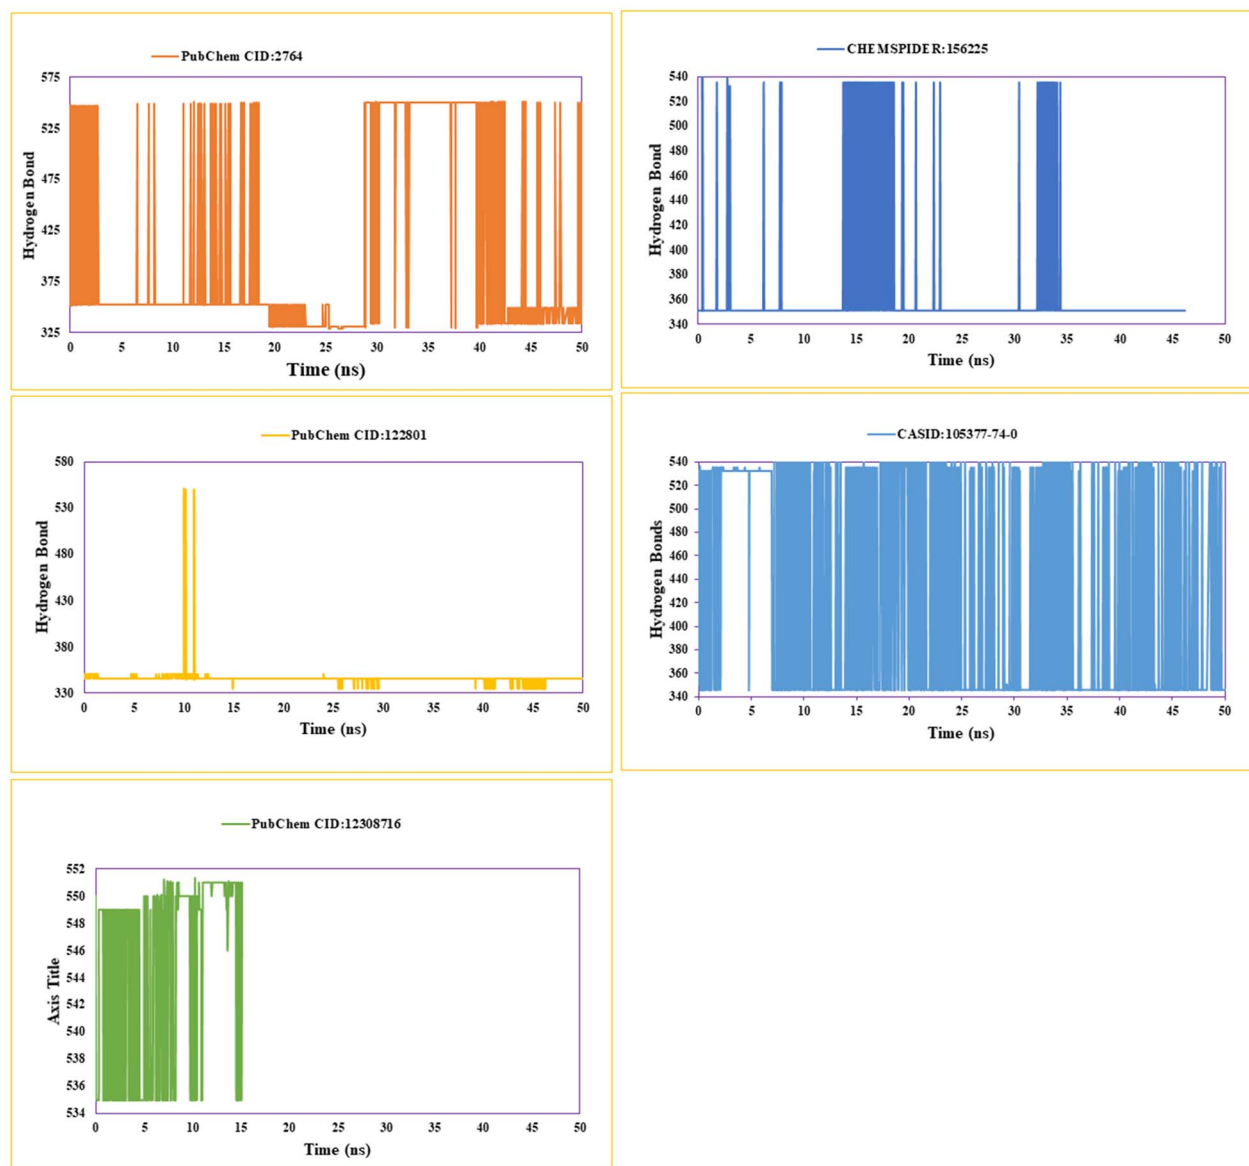 PubChem CID:2764
575
525
475
425
375
325
Hydrogen Bond
0 5 10 15 20 25 30 35 40 45 50
Time (ns)
CHEMSPIDER:156225
540
520
500
480
460
440
420
400
380
360
340
Hydrogen Bond
0 5 10 15 20 25 30 35 40 45 50
Time (ns)
PubChem CID:122801
580
530
480
430
380
330
Hydrogen Bond
0 5 10 15 20 25 30 35 40 45 50
Time (ns)
CASID:105377-74-0
540
520
500
480
460
440
420
400
380
360
340
Hydrogen Bonds
0 5 10 15 20 25 30 35 40 45 50
Time (ns)
PubChem CID:12308716
552
550
548
546
544
542
540
538
536
534
Axis Title
0 5 10 15 20 25 30 35 40 45 50
Time (ns)